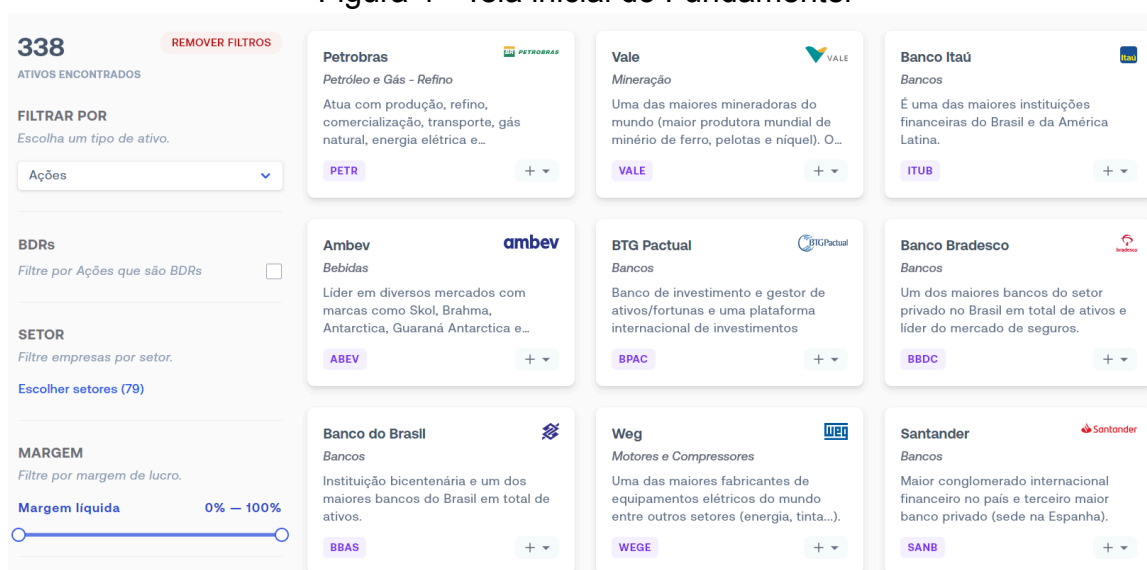 338
REMOVER FILTROS
ATIVOS ENCONTRADOS
FILTRAR POR
Escolha um tipo de ativo.
Ações
BDRs
Filtre por Ações que são BDRs
SETOR
Filtre empresas por setor.
Escolher setores (79)
MARGEM
Filtre por margem de lucro.
Margem líquida 0% — 100%
Petrobras
BR PETROBRAS
Petróleo e Gás - Refino
Atua com produção, refino,
comercialização, transporte, gás
natural, energia elétrica e...
PETR
+
Vale
VALE
Mineração
Uma das maiores mineradoras do
mundo (maior produtora mundial de
minério de ferro, pelotas e níquel). O...
VALE
+
Banco Itaú
Itaú
Bancos
É uma das maiores instituições
financeiras do Brasil e da América
Latina.
ITUB
+
Ambev
ambev
Bebidas
Líder em diversos mercados com
marcas como Skol, Brahma,
Antarctica, Guaraná Antarctica e...
ABEV
+
BTG Pactual
BTGPactual
Bancos
Banco de investimento e gestor de
ativos/fortunas e uma plataforma
internacional de investimentos
BPAC
+
Banco Bradesco
bradesco
Bancos
Um dos maiores bancos do setor
privado no Brasil em total de ativos e
líder do mercado de seguros.
BBDC
+
Banco do Brasil
Bancos
Instituição bicentenária e um dos
maiores bancos do Brasil em total de
ativos.
BBAS
+
Weg
WEG
Motores e Compressores
Uma das maiores fabricantes de
equipamentos elétricos do mundo
entre outros setores (energia, tinta...).
WEGE
+
Santander
Santander
Bancos
Maior conglomerado internacional
financeiro no país e terceiro maior
banco privado (sede na Espanha).
SANB
+